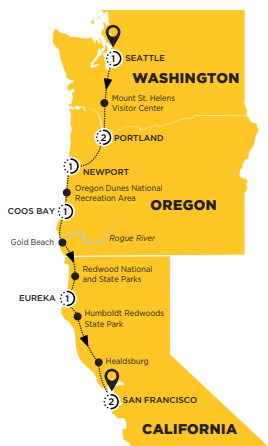 1
SEATTLE
WASHINGTON
Mount St. Helens
Visitor Center
2
PORTLAND
1
NEWPORT
Oregon Dunes National
Recreation Area
OREGON
COOS BAY
1
Gold Beach
Rogue River
Redwood National
and State Parks
EUREKA
1
Humboldt Redwoods
State Park
Healdsburg
2
SAN FRANCISCO
CALIFORNIA